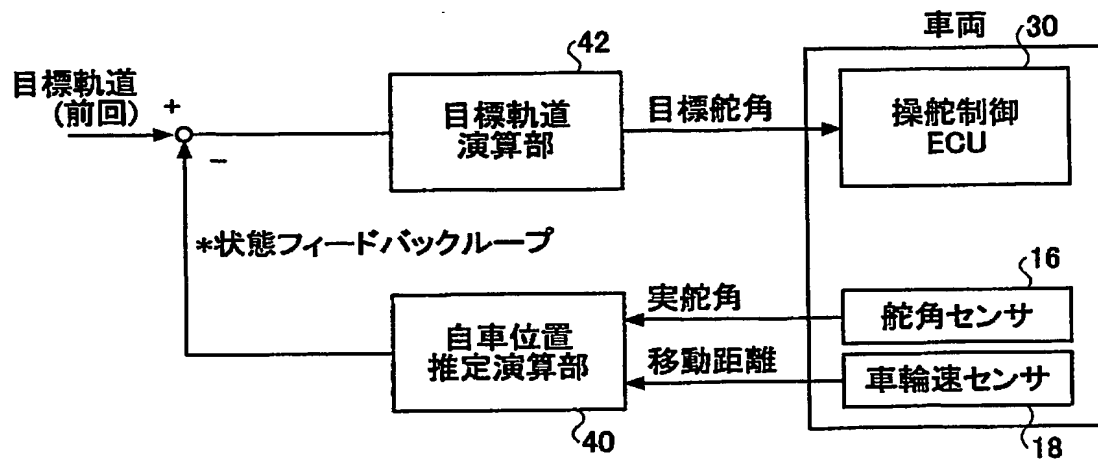 車両
30
42
目標軌道
(前回)
+
−
目標軌道
演算部
目標舵角
操舵制御
ECU
*状態フィードバックループ
16
実舵角
舵角センサ
自車位置
推定演算部
移動距離
車輪速センサ
40
18